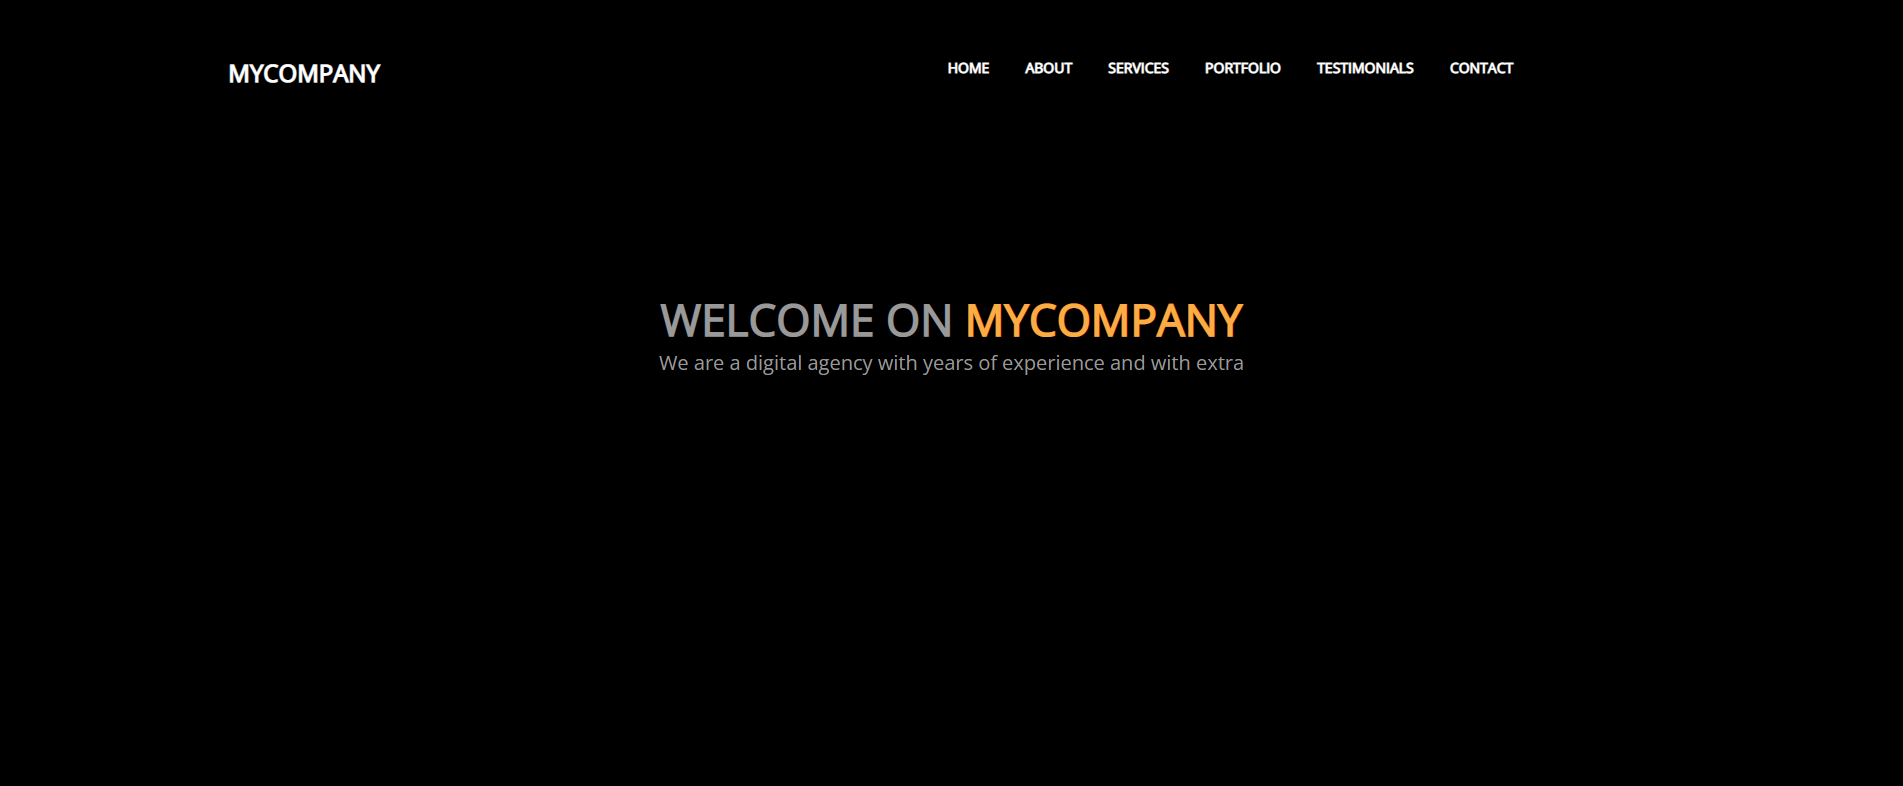 MYCOMPANY
HOME ABOUT SERVICES PORTFOLIO TESTIMONIALS CONTACT
WELCOME ON MYCOMPANY
We are a digital agency with years of experience and with extra